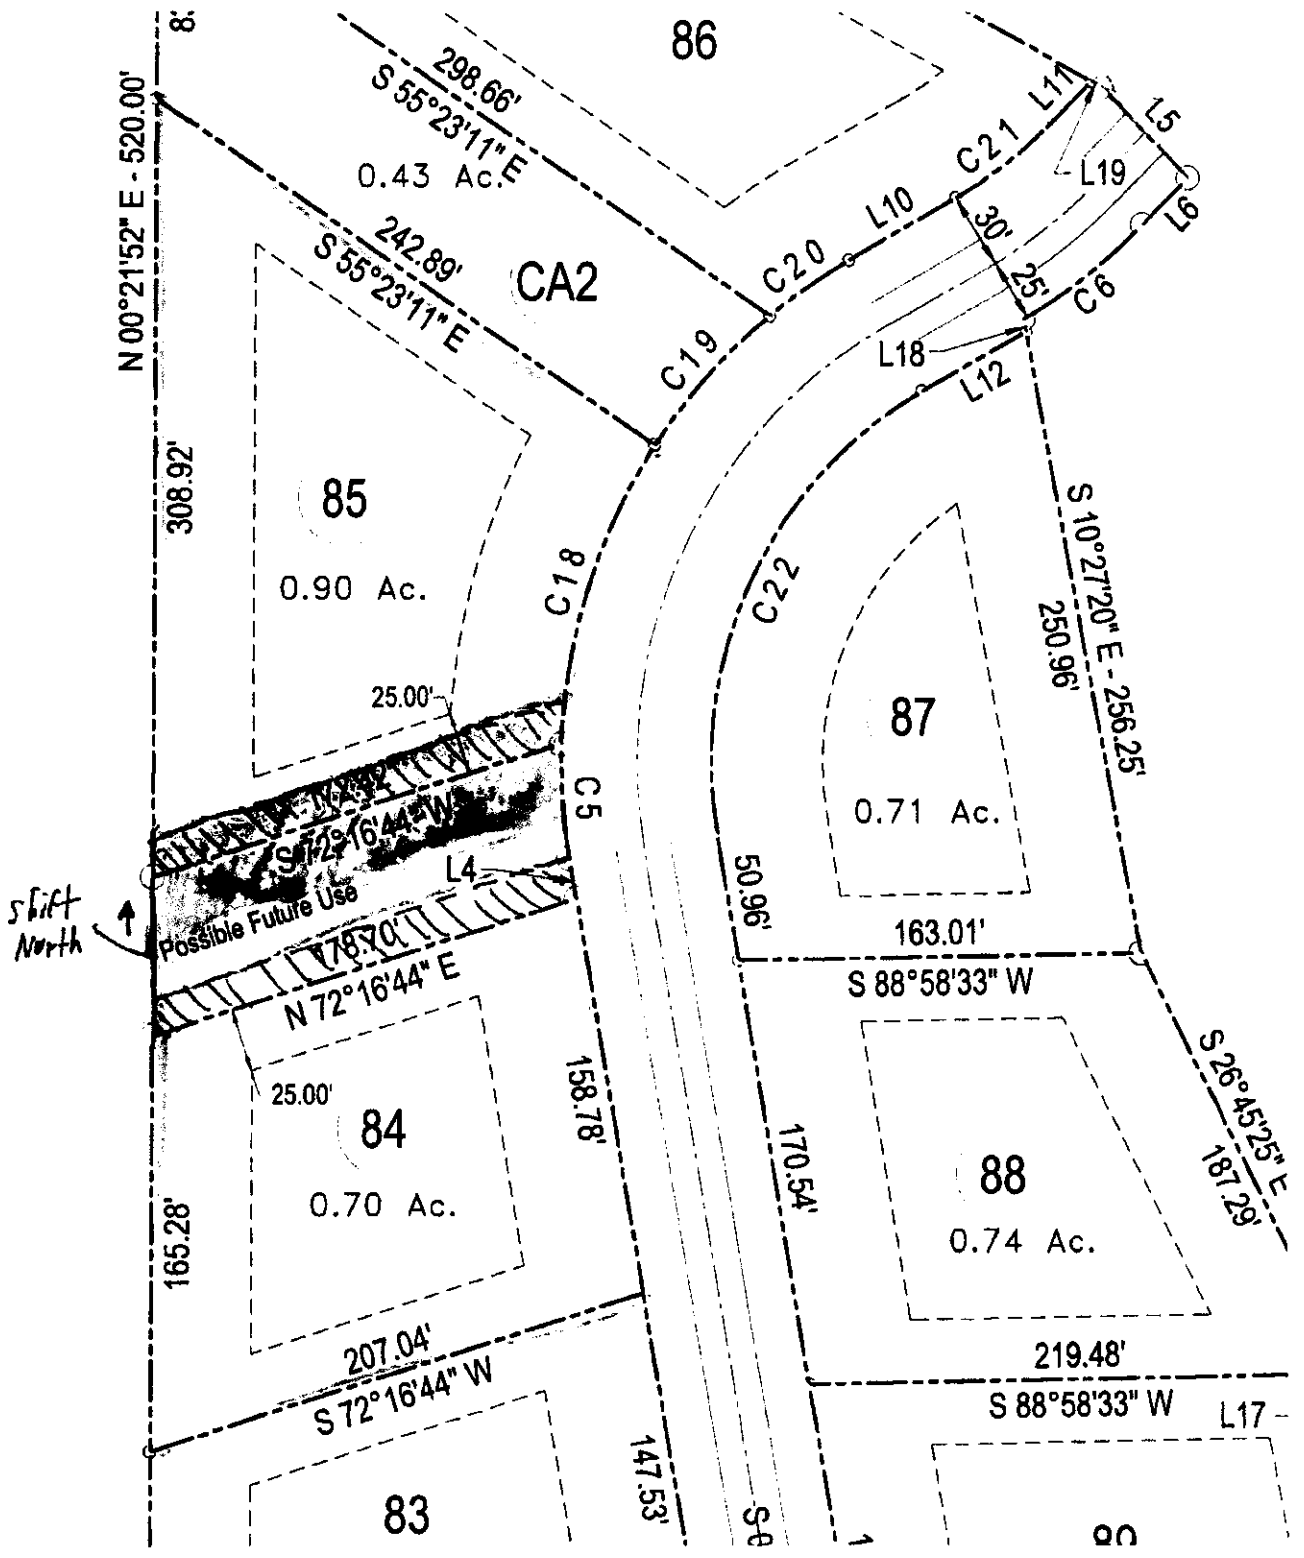 86
298.66'
S 55°23'11" E
0.43 Ac.
N 00°21'52" E - 520.00'
242.89'
S 55°23'11" E
CA2
L11
L5
C21
L19
L10
L6
30'
25'
C20
C6
C19
L18
L12
308.92'
85
0.90 Ac.
C18
C22
S 10°27'20" E - 256.25'
250.96'
25.00'
87
0.71 Ac.
S 72°16'44" W
C5
L4
Possible Future Use
50.96'
163.01'
S 88°58'33" W
shift
North
178.70'
N 72°16'44" E
25.00'
84
0.70 Ac.
158.78'
165.28'
170.54'
88
0.74 Ac.
S 26°45'25" E
187.29'
207.04'
S 72°16'44" W
219.48'
S 88°58'33" W
L17
147.53'
83